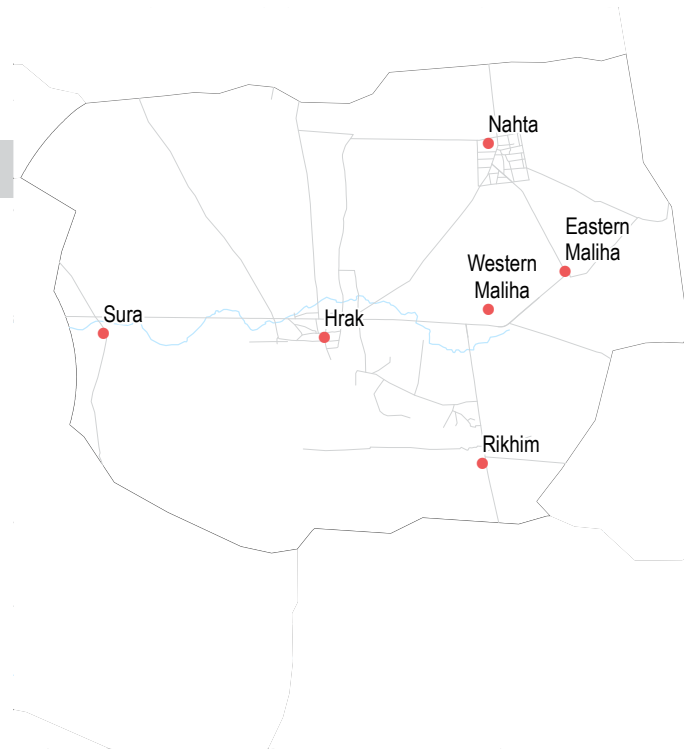 Nahta
Eastern
Maliha
Western
Maliha
Sura
Hrak
Rikhim